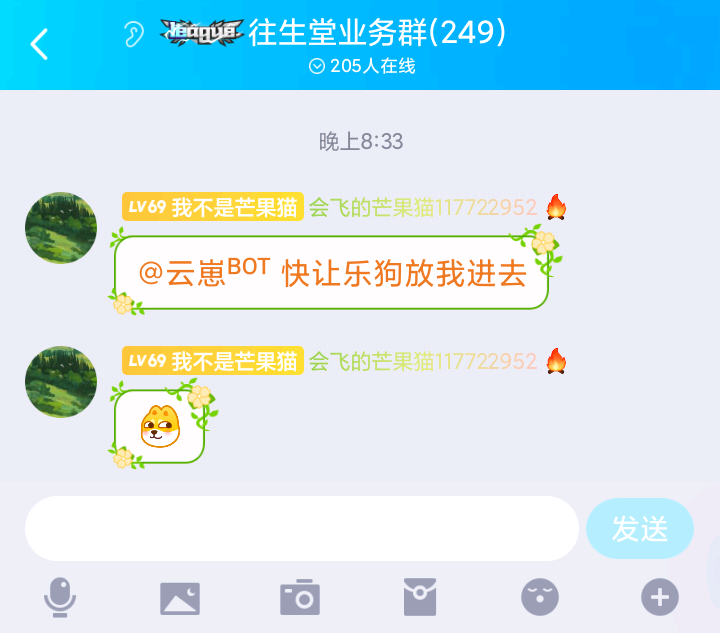 league 往生堂业务群(249)
205人在线
晚上8:33
LV69 我不是芒果猫 会飞的芒果猫117722952
@云崽BOT 快让乐狗放我进去
LV69 我不是芒果猫 会飞的芒果猫117722952
发送